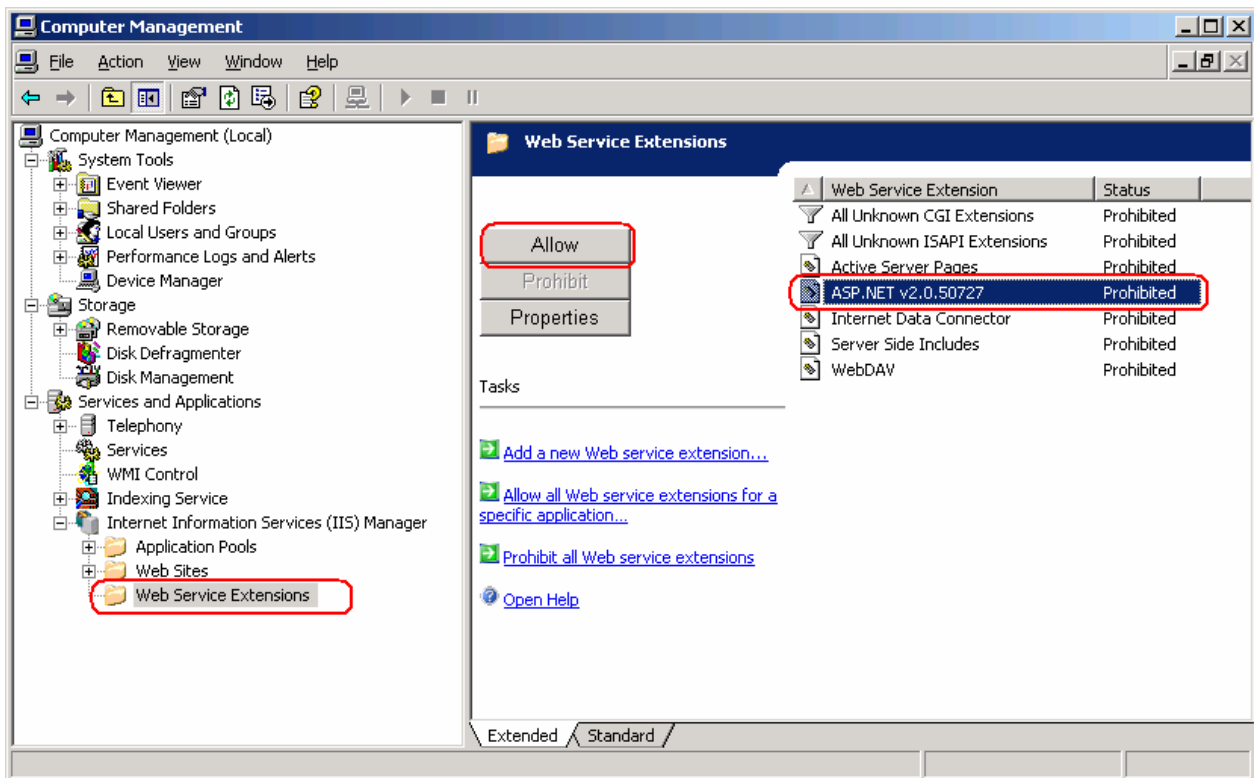 Computer Management
File Action View Window Help
Computer Management (Local)
System Tools
Event Viewer
Shared Folders
Local Users and Groups
Performance Logs and Alerts
Device Manager
Storage
Removable Storage
Disk Defragmenter
Disk Management
Services and Applications
Telephony
Services
WMI Control
Indexing Service
Internet Information Services (IIS) Manager
Application Pools
Web Sites
Web Service Extensions
Web Service Extensions
Allow
Prohibit
Properties
Tasks
Add a new Web service extension...
Allow all Web service extensions for a
specific application...
Prohibit all Web service extensions
Open Help
Web Service Extension Status
All Unknown CGI Extensions Prohibited
All Unknown ISAPI Extensions Prohibited
Active Server Pages Prohibited
ASP.NET v2.0.50727 Prohibited
Internet Data Connector Prohibited
Server Side Includes Prohibited
WebDAV Prohibited
Extended Standard